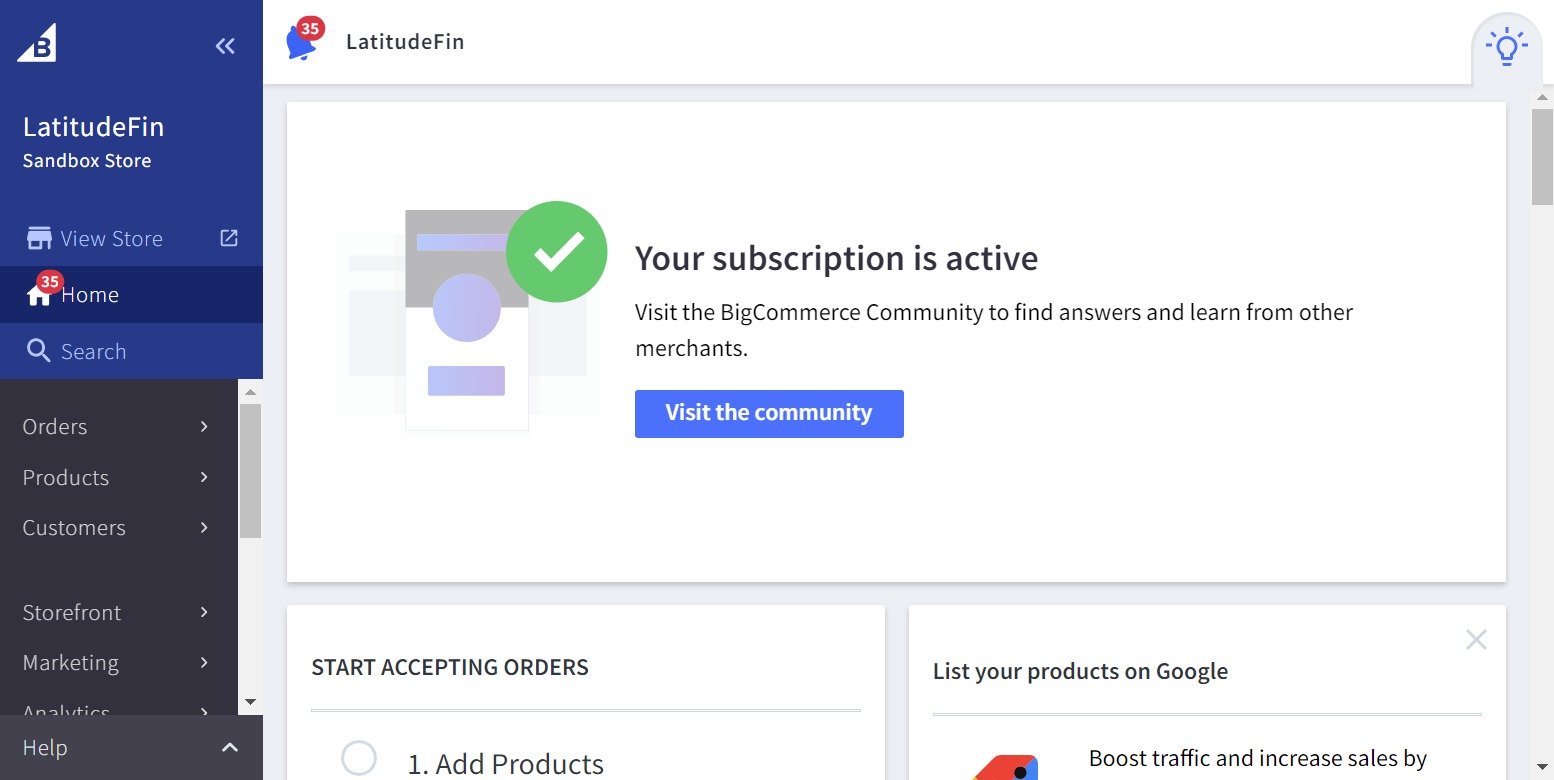 B
LatitudeFin
Sandbox Store
View Store
35
Home
Search
Orders
Products
Customers
Storefront
Marketing
Analytics
Help
35
LatitudeFin
Your subscription is active
Visit the BigCommerce Community to find answers and learn from other
merchants.
Visit the community
START ACCEPTING ORDERS
1. Add Products
List your products on Google
Boost traffic and increase sales by